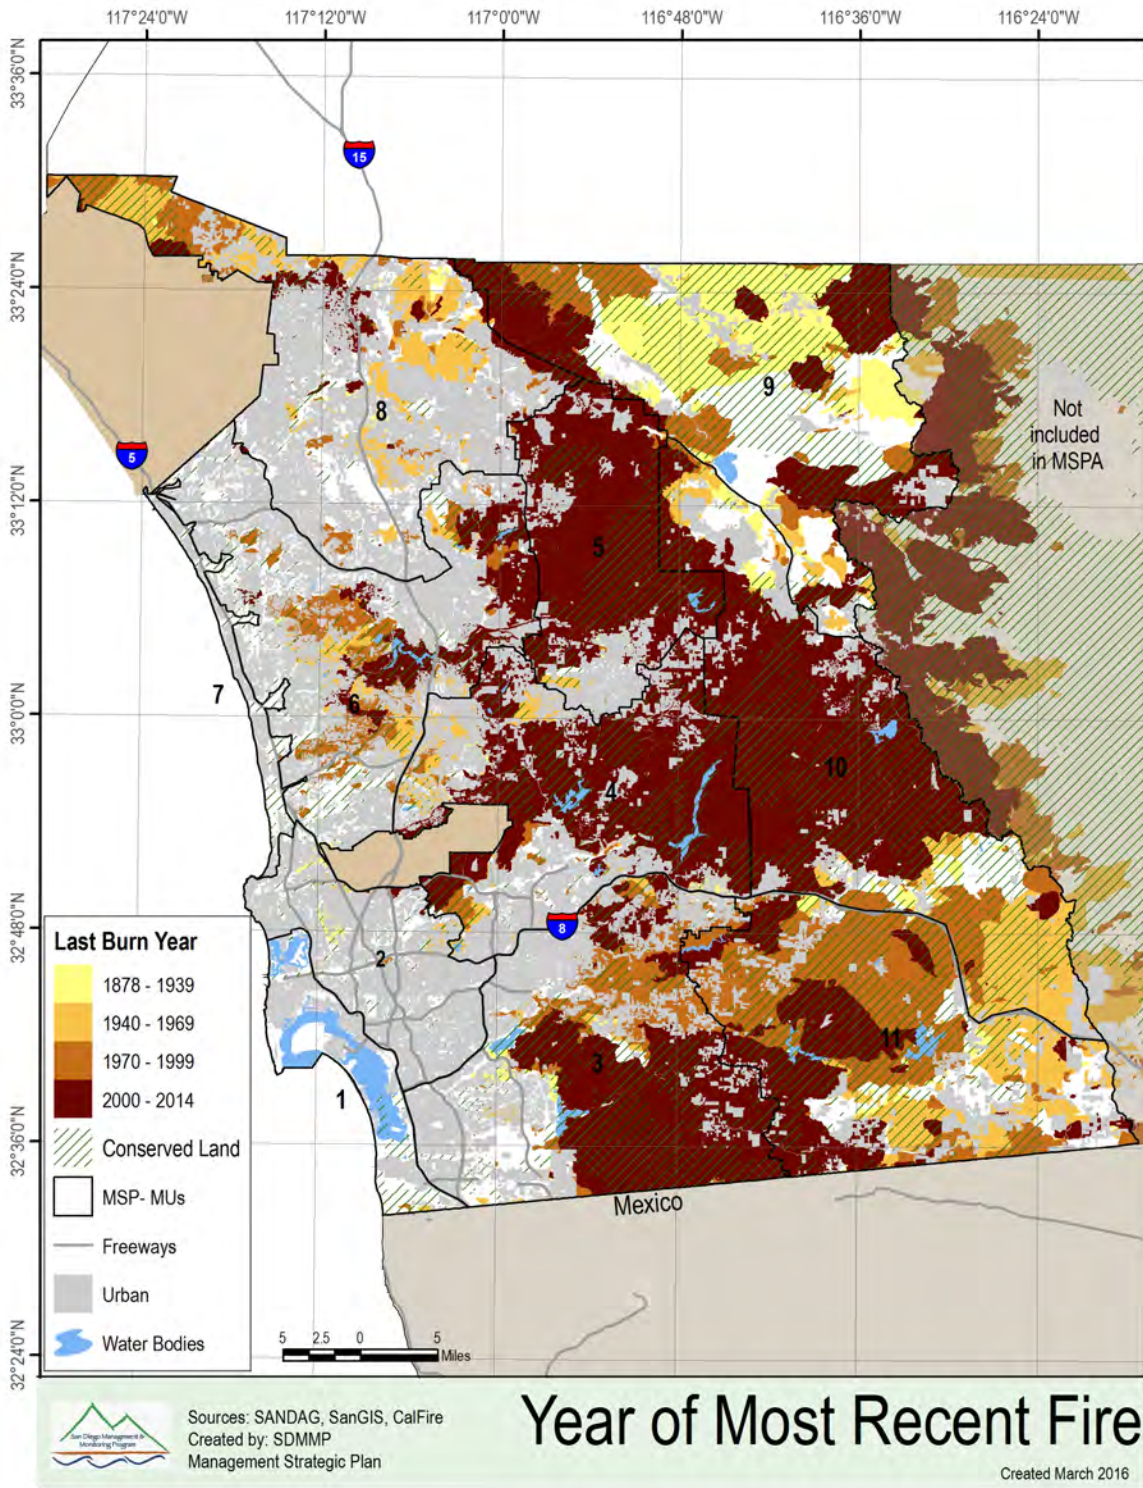 117°24'0"W 117°12'0"W 117°0'0"W 116°48'0"W 116°36'0"W 116°24'0"W
33°36'0"N
15
33°24'0"N
9
8
Not
included
in MSPA
5
33°12'0"N
5
7
6
33°0'0"N
10
4
8
32°48'0"N
2
11
3
1
32°36'0"N
Mexico
32°24'0"N
Last Burn Year
1878 - 1939
1940 - 1969
1970 - 1999
2000 - 2014
Conserved Land
MSP- MUs
Freeways
Urban
Water Bodies
5 2.5 0 5
Miles
San Diego Management &
Monitoring Program
Sources: SANDAG, SanGIS, CalFire
Created by: SDMMP
Management Strategic Plan
Year of Most Recent Fire
Created March 2016